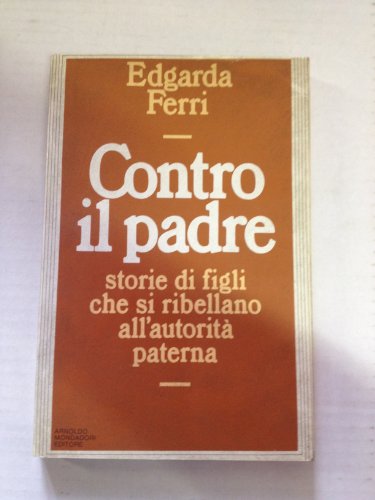 Edgarda
Ferri
Contro
il padre
storie di figli
che si ribellano
all'autorità
paterna
ARNOLDO
MONDADORI
EDITORE